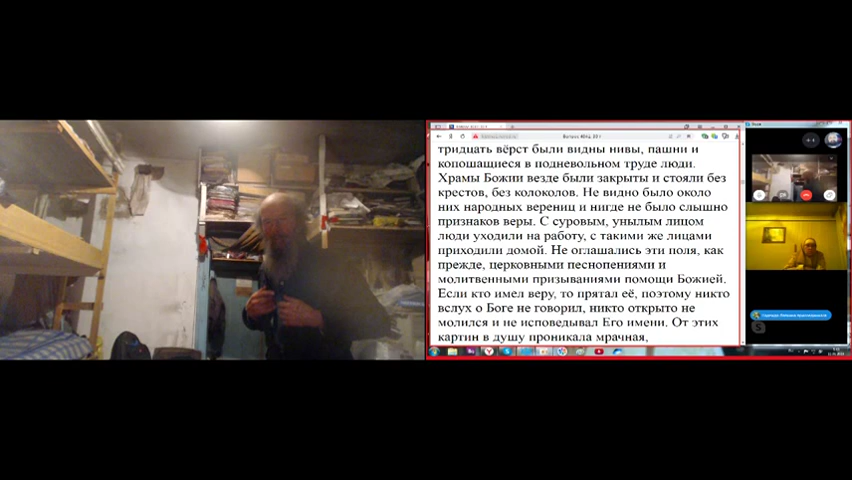 тридцать вёрст были видны нивы, пашни и
копошащиеся в подневольном труде люди.
Храмы Божии везде были закрыты и стояли без
крестов, без колоколов. Не видно было около
них народных верениц и нигде не было слышно
признаков веры. С суровым, унылым лицом
люди уходили на работу, с такими же лицами
приходили домой. Не оглашались эти поля, как
прежде, церковными песнопениями и
молитвенными призываниями помощи Божией.
Если кто имел веру, то прятал её, поэтому никто
вслух о Боге не говорил, никто открыто не
молился и не исповедывал Его имени. От этих
картин в душу проникала мрачная,